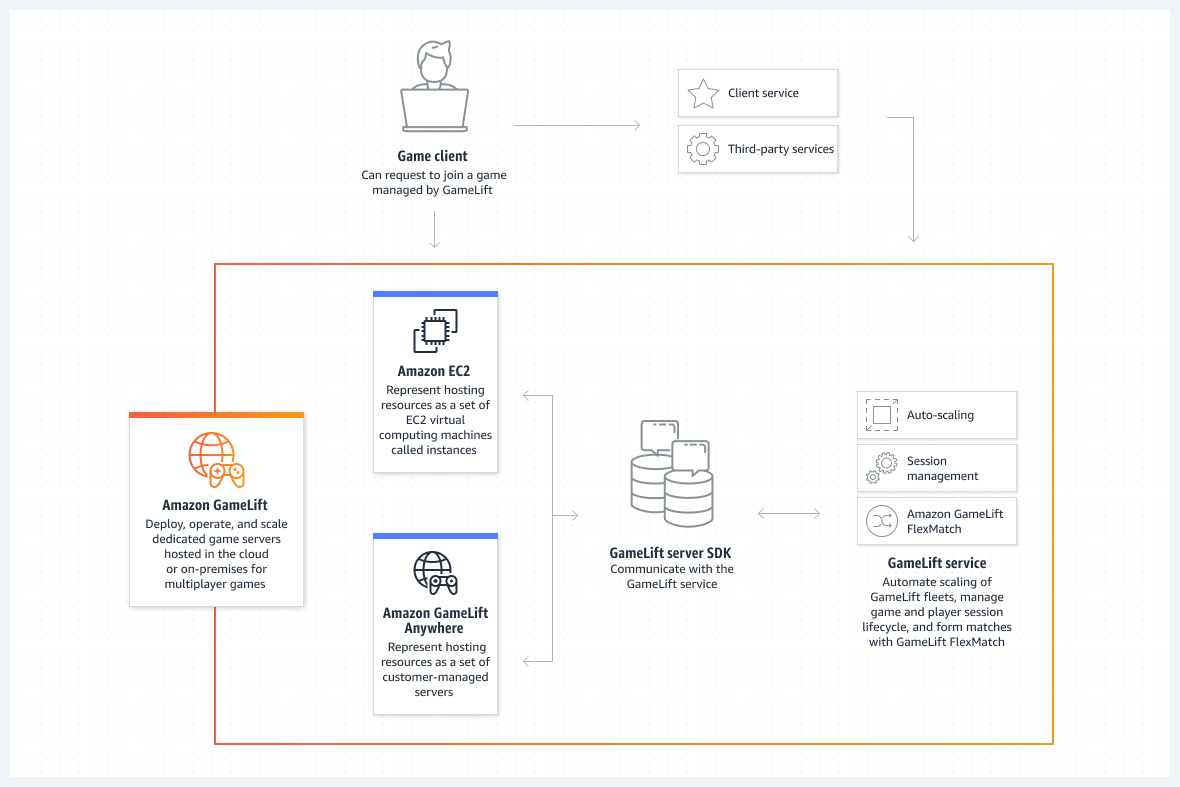 Game client
Can request to join a game
managed by GameLift
Client service
Third-party services
Amazon GameLift
Deploy, operate, and scale
dedicated game servers
hosted in the cloud
or on-premises for
multiplayer games
Amazon EC2
Represent hosting
resources as a set of
EC2 virtual
computing machines
called instances
Amazon GameLift
Anywhere
Represent hosting
resources as a set of
customer-managed
servers
GameLift server SDK
Communicate with the
GameLift service
Auto-scaling
Session
management
Amazon GameLift
FlexMatch
GameLift service
Automate scaling of
GameLift fleets, manage
game and player session
lifecycle, and form matches
with GameLift FlexMatch